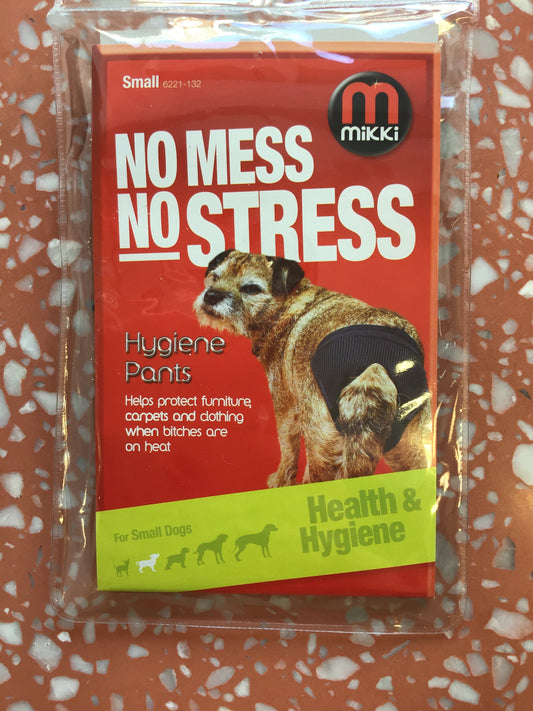 Small 6221-132
m
MiKKi
NO MESS
NO STRESS
Hygiene
Pants
Helps protect furniture,
carpets and clothing
when bitches are
on heat
For Small Dogs
Health &
Hygiene